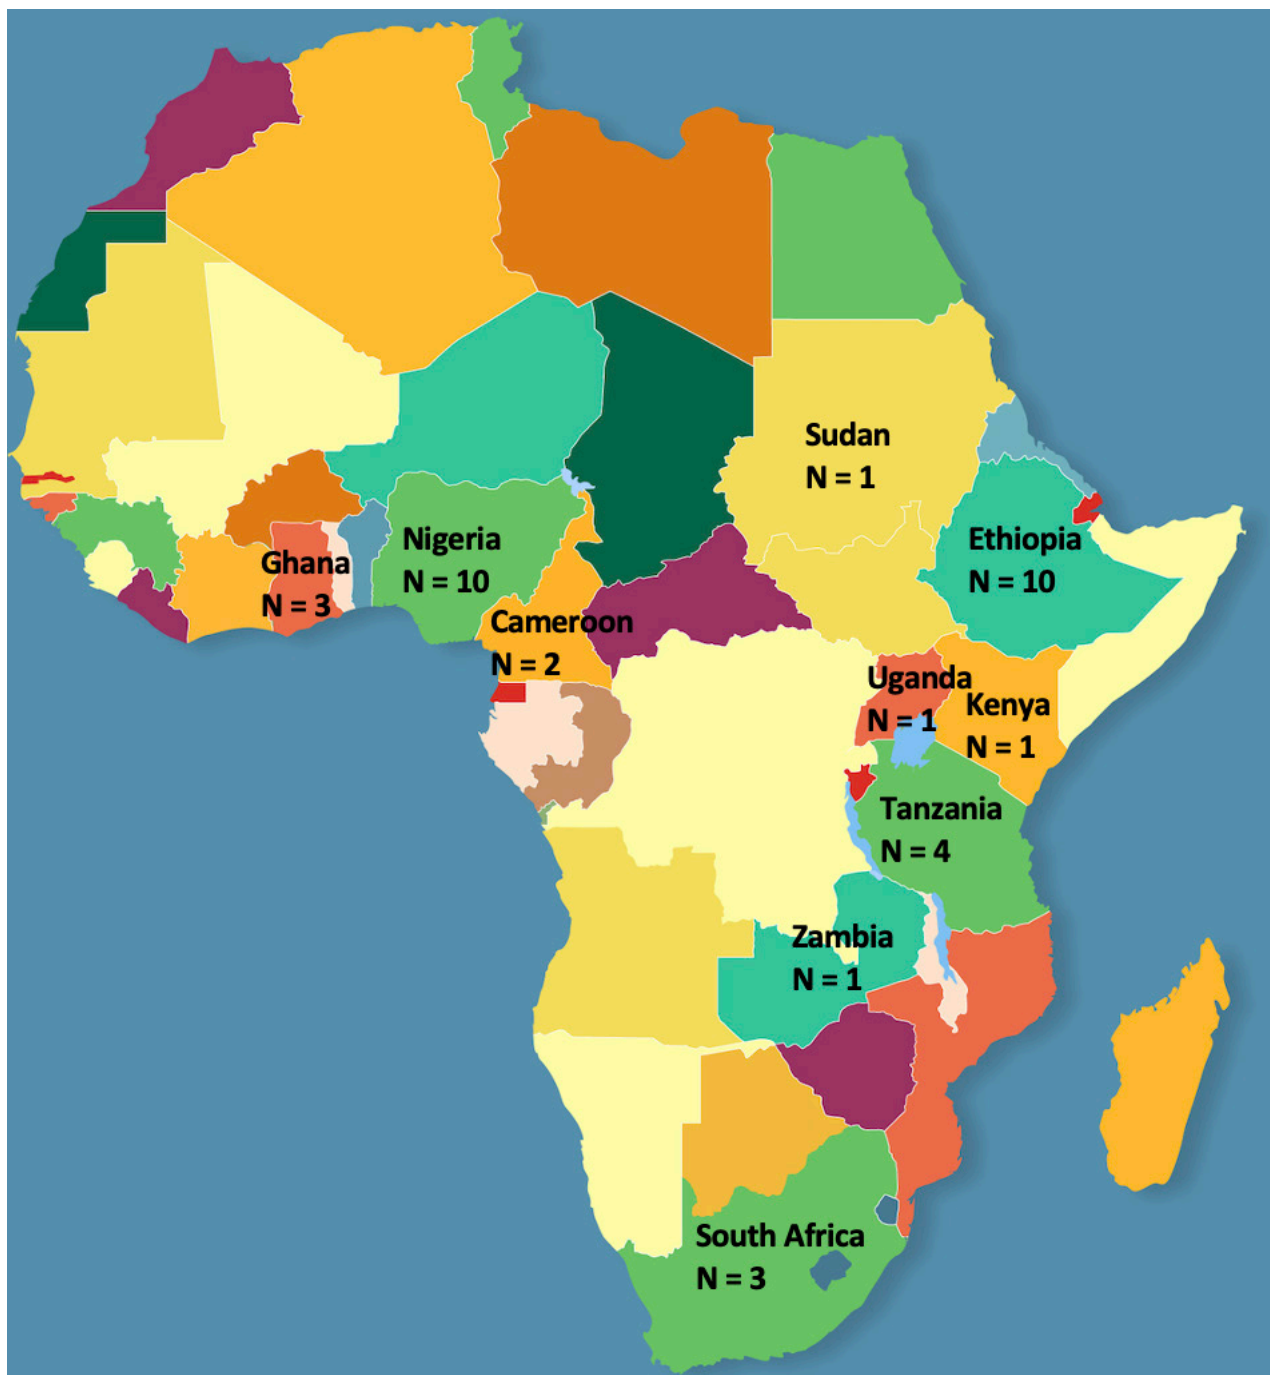 Sudan
N = 1
Nigeria
N = 10
Ethiopia
N = 10
Ghana
N = 3
Cameroon
N = 2
Uganda
N = 1
Kenya
N = 1
Tanzania
N = 4
Zambia
N = 1
South Africa
N = 3